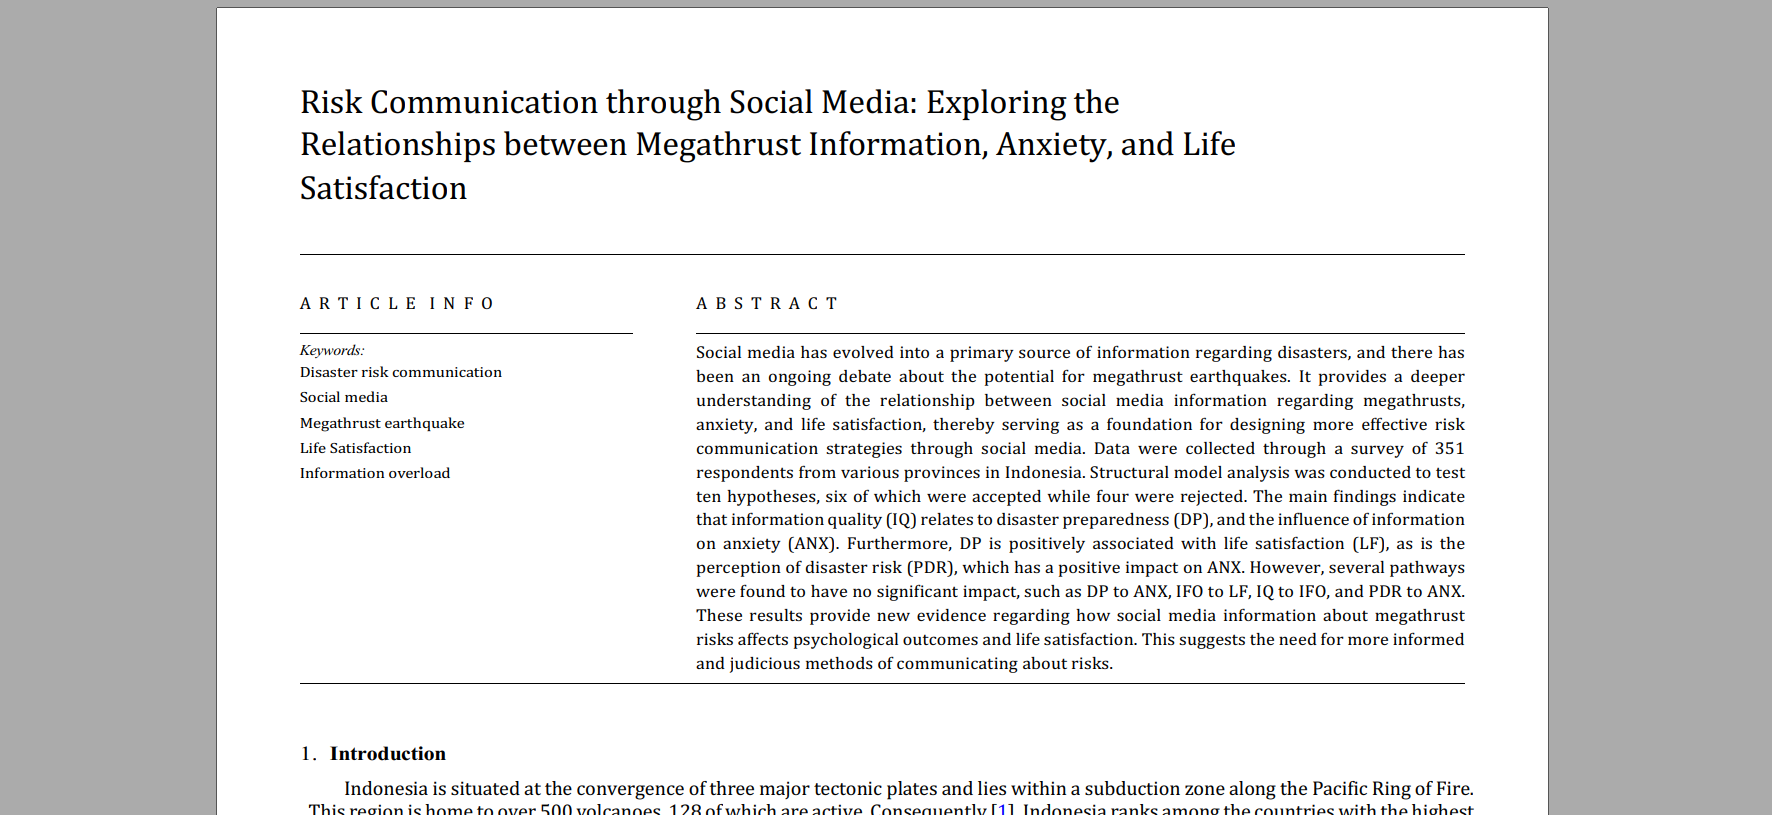 Risk Communication through Social Media: Exploring the
Relationships between Megathrust Information, Anxiety, and Life
Satisfaction
A R T I C L E I N F O
Keywords:
Disaster risk communication
Social media
Megathrust earthquake
Life Satisfaction
Information overload
A B S T R A C T
Social media has evolved into a primary source of information regarding disasters, and there has
been an ongoing debate about the potential for megathrust earthquakes. It provides a deeper
understanding of the relationship between social media information regarding megathrusts,
anxiety, and life satisfaction, thereby serving as a foundation for designing more effective risk
communication strategies through social media. Data were collected through a survey of 351
respondents from various provinces in Indonesia. Structural model analysis was conducted to test
ten hypotheses, six of which were accepted while four were rejected. The main findings indicate
that information quality (IQ) relates to disaster preparedness (DP), and the influence of information
on anxiety (ANX). Furthermore, DP is positively associated with life satisfaction (LF), as is the
perception of disaster risk (PDR), which has a positive impact on ANX. However, several pathways
were found to have no significant impact, such as DP to ANX, IFO to LF, IQ to IFO, and PDR to ANX.
These results provide new evidence regarding how social media information about megathrust
risks affects psychological outcomes and life satisfaction. This suggests the need for more informed
and judicious methods of communicating about risks.
1. Introduction
Indonesia is situated at the convergence of three major tectonic plates and lies within a subduction zone along the Pacific Ring of Fire.
This region is home to over 500 volcanoes, 128 of which are active. Consequently [1], Indonesia ranks among the countries with the highest